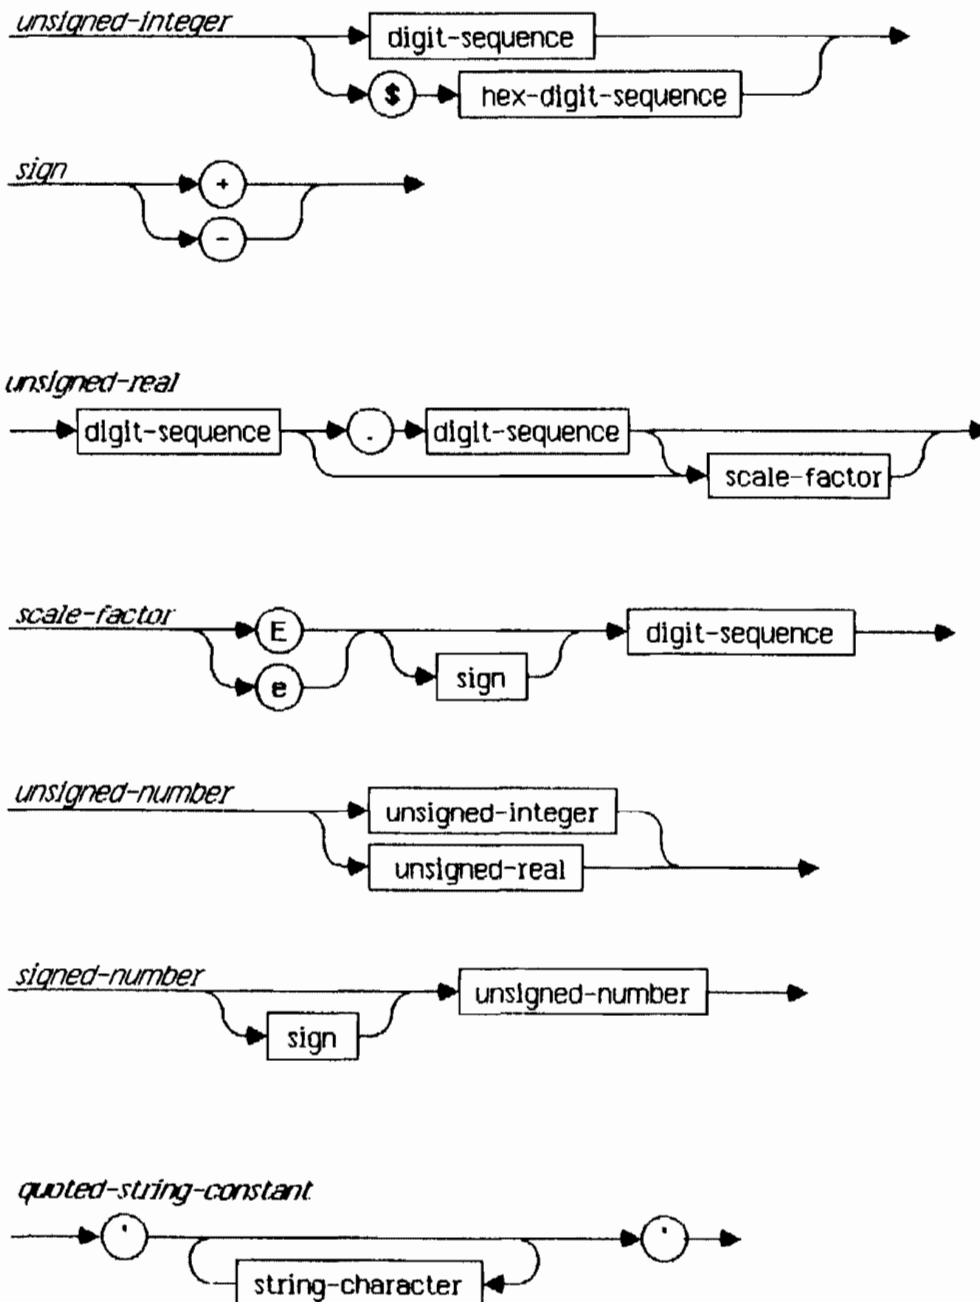 unsigned-integer
digit-sequence
$ hex-digit-sequence
sign
+
-
unsigned-real
digit-sequence . digit-sequence
scale-factor
scale-factor E digit-sequence
e sign
unsigned-number
unsigned-integer
unsigned-real
signed-number unsigned-number
sign
quoted-string-constant
' '
string-character